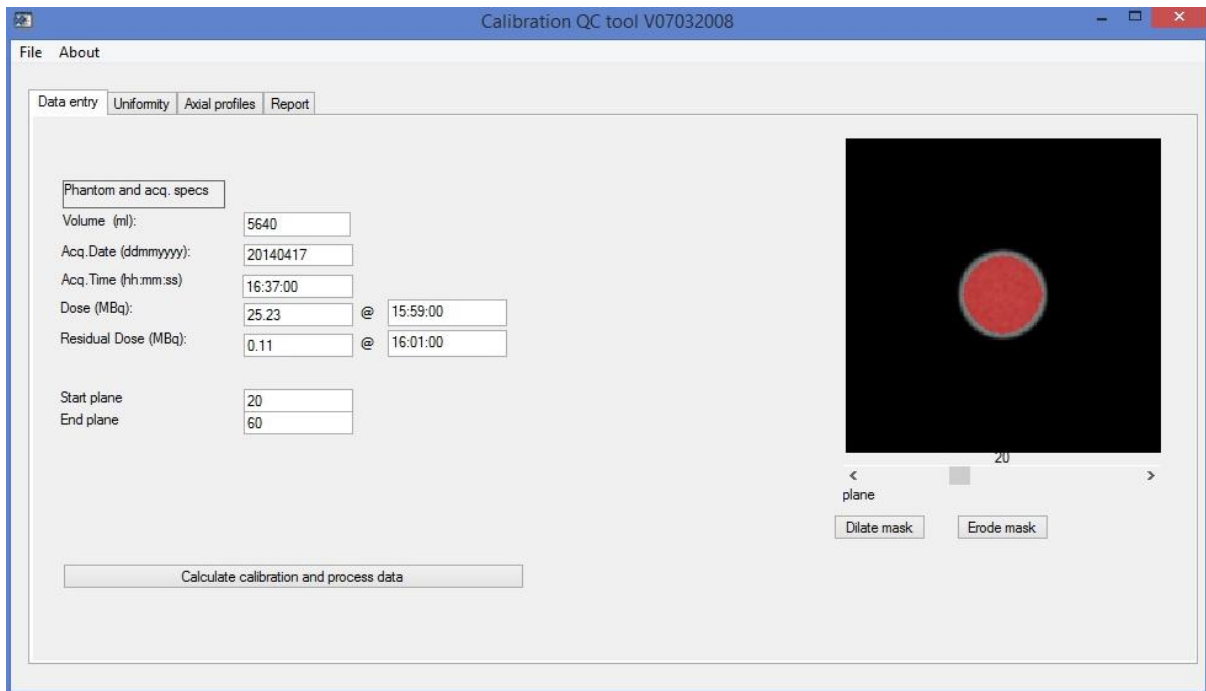 Calibration QC tool V07032008
File About
Data entry Uniformity Axial profiles Report
Phantom and acq. specs
Volume (ml): 5640
Acq.Date (ddmmyyyy): 20140417
Acq.Time (hh:mm:ss) 16:37:00
Dose (MBq): 25.23 @ 15:59:00
Residual Dose (MBq): 0.11 @ 16:01:00
Start plane 20
End plane 60
20
plane
Dilate mask Erode mask
Calculate calibration and process data